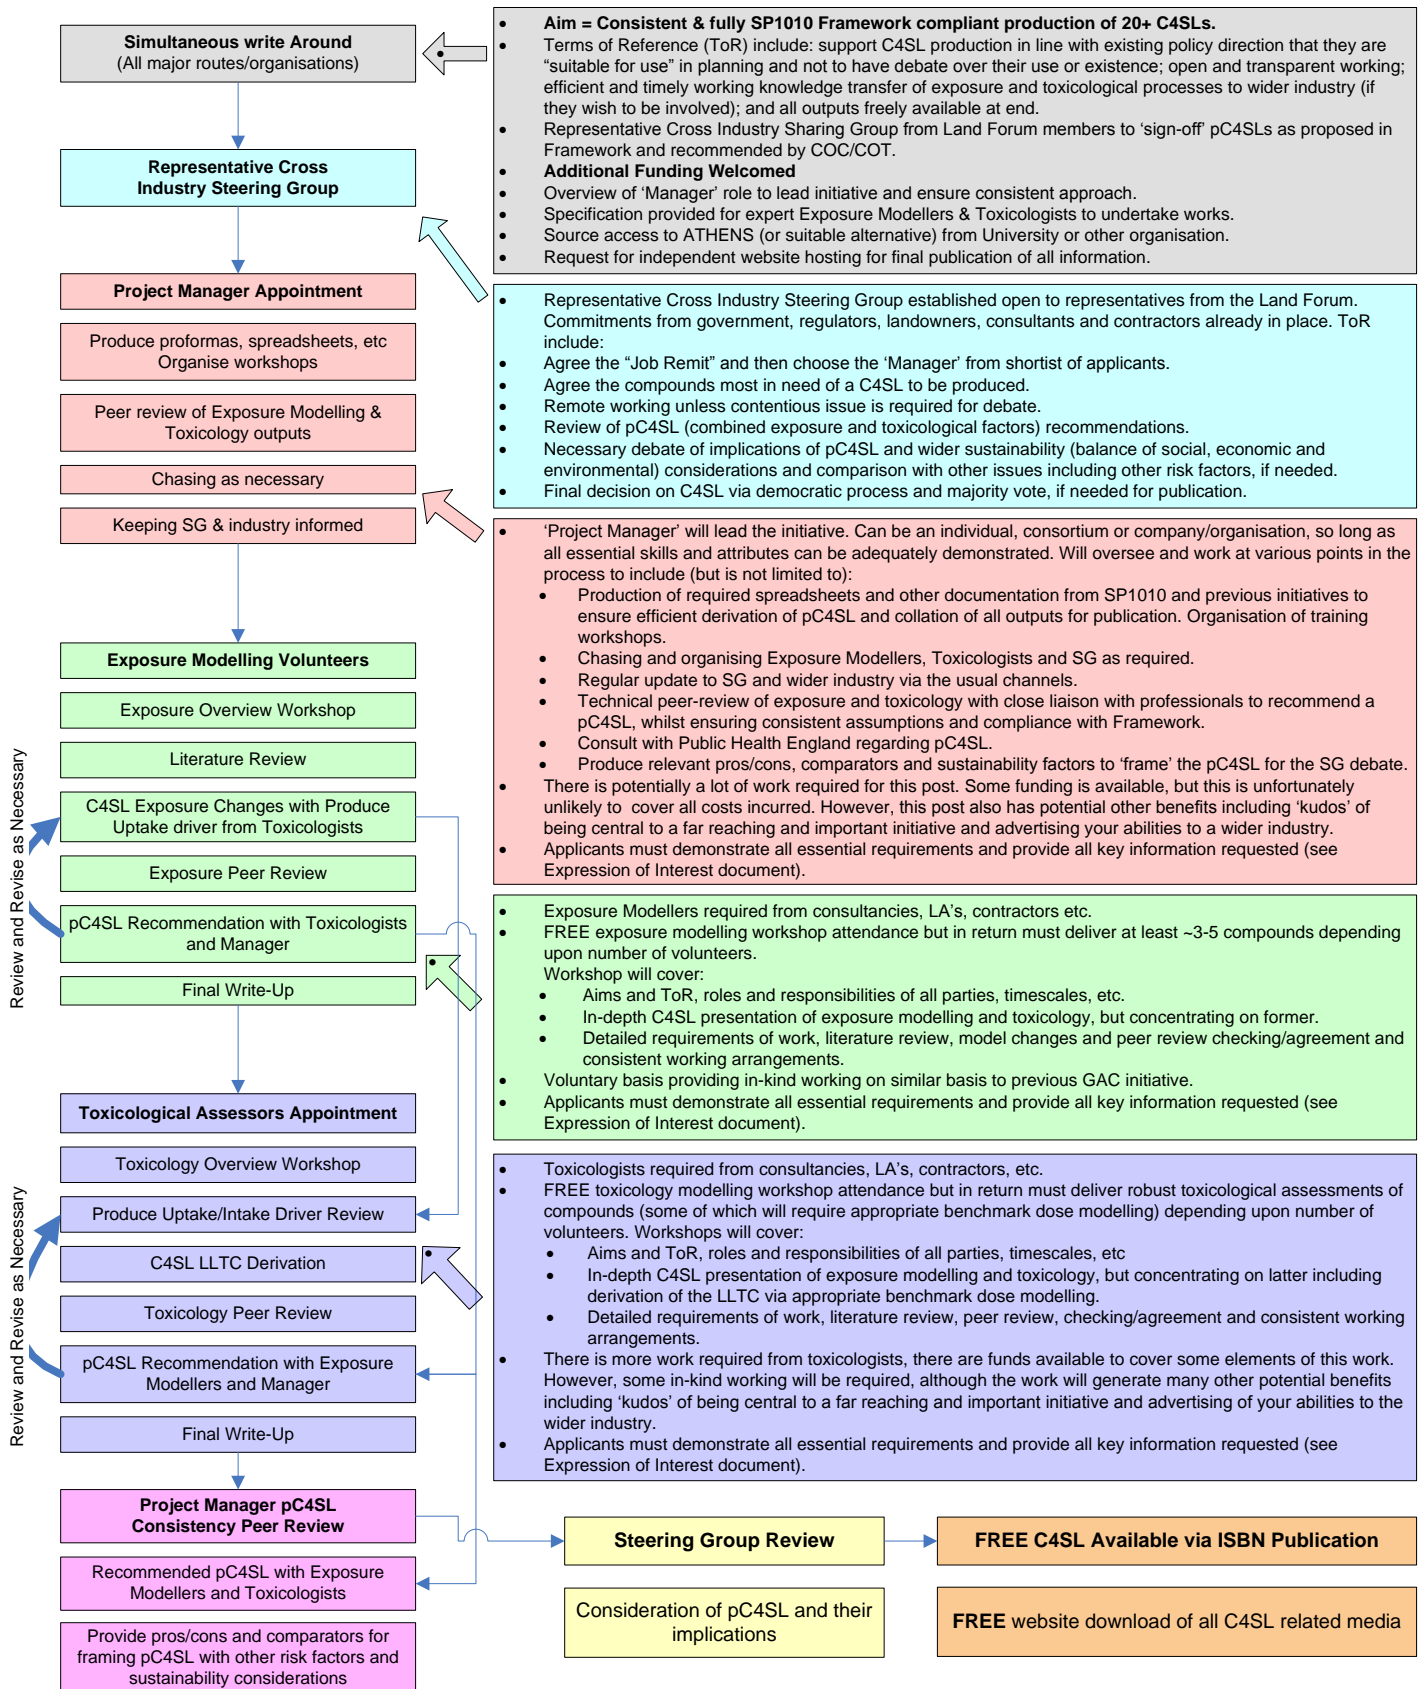 Simultaneous write Around
(All major routes/organisations)
• Aim = Consistent & fully SP1010 Framework compliant production of 20+ C4SLs.
• Terms of Reference (ToR) include: support C4SL production in line with existing policy direction that they are
“suitable for use” in planning and not to have debate over their use or existence; open and transparent working;
efficient and timely working knowledge transfer of exposure and toxicological processes to wider industry (if
they wish to be involved); and all outputs freely available at end.
• Representative Cross Industry Sharing Group from Land Forum members to ‘sign-off’ pC4SLs as proposed in
Framework and recommended by COC/COT.
• Additional Funding Welcomed
• Overview of ‘Manager’ role to lead initiative and ensure consistent approach.
• Specification provided for expert Exposure Modellers & Toxicologists to undertake works.
• Source access to ATHENS (or suitable alternative) from University or other organisation.
• Request for independent website hosting for final publication of all information.
Representative Cross
Industry Steering Group
• Representative Cross Industry Steering Group established open to representatives from the Land Forum.
Commitments from government, regulators, landowners, consultants and contractors already in place. ToR
include:
• Agree the “Job Remit” and then choose the ‘Manager’ from shortist of applicants.
• Agree the compounds most in need of a C4SL to be produced.
• Remote working unless contentious issue is required for debate.
• Review of pC4SL (combined exposure and toxicological factors) recommendations.
• Necessary debate of implications of pC4SL and wider sustainability (balance of social, economic and
environmental) considerations and comparison with other issues including other risk factors, if needed.
• Final decision on C4SL via democratic process and majority vote, if needed for publication.
Project Manager Appointment
Produce proformas, spreadsheets, etc
Organise workshops
Peer review of Exposure Modelling &
Toxicology outputs
Chasing as necessary
Keeping SG & industry informed
• ‘Project Manager’ will lead the initiative. Can be an individual, consortium or company/organisation, so long as
all essential skills and attributes can be adequately demonstrated. Will oversee and work at various points in the
process to include (but is not limited to):
• Production of required spreadsheets and other documentation from SP1010 and previous initiatives to
ensure efficient derivation of pC4SL and collation of all outputs for publication. Organisation of training
workshops.
• Chasing and organising Exposure Modellers, Toxicologists and SG as required.
• Regular update to SG and wider industry via the usual channels.
• Technical peer-review of exposure and toxicology with close liaison with professionals to recommend a
pC4SL, whilst ensuring consistent assumptions and compliance with Framework.
• Consult with Public Health England regarding pC4SL.
• Produce relevant pros/cons, comparators and sustainability factors to ‘frame’ the pC4SL for the SG debate.
• There is potentially a lot of work required for this post. Some funding is available, but this is unfortunately
unlikely to cover all costs incurred. However, this post also has potential other benefits including ‘kudos’ of
being central to a far reaching and important initiative and advertising your abilities to a wider industry.
• Applicants must demonstrate all essential requirements and provide all key information requested (see
Expression of Interest document).
Exposure Modelling Volunteers
Exposure Overview Workshop
Literature Review
C4SL Exposure Changes with Produce
Uptake driver from Toxicologists
Exposure Peer Review
pC4SL Recommendation with Toxicologists
and Manager
Final Write-Up
Review and Revise as Necessary
• Exposure Modellers required from consultancies, LA’s, contractors etc.
• FREE exposure modelling workshop attendance but in return must deliver at least ~3-5 compounds depending
upon number of volunteers.
Workshop will cover:
• Aims and ToR, roles and responsibilities of all parties, timescales, etc.
• In-depth C4SL presentation of exposure modelling and toxicology, but concentrating on former.
• Detailed requirements of work, literature review, model changes and peer review checking/agreement and
consistent working arrangements.
• Voluntary basis providing in-kind working on similar basis to previous GAC initiative.
• Applicants must demonstrate all essential requirements and provide all key information requested (see
Expression of Interest document).
Toxicological Assessors Appointment
Toxicology Overview Workshop
Produce Uptake/Intake Driver Review
C4SL LLTC Derivation
Toxicology Peer Review
pC4SL Recommendation with Exposure
Modellers and Manager
Final Write-Up
Review and Revise as Necessary
• Toxicologists required from consultancies, LA’s, contractors, etc.
• FREE toxicology modelling workshop attendance but in return must deliver robust toxicological assessments of
compounds (some of which will require appropriate benchmark dose modelling) depending upon number of
volunteers. Workshops will cover:
• Aims and ToR, roles and responsibilities of all parties, timescales, etc
• In-depth C4SL presentation of exposure modelling and toxicology, but concentrating on latter including
derivation of the LLTC via appropriate benchmark dose modelling.
• Detailed requirements of work, literature review, peer review, checking/agreement and consistent working
arrangements.
• There is more work required from toxicologists, there are funds available to cover some elements of this work.
However, some in-kind working will be required, although the work will generate many other potential benefits
including ‘kudos’ of being central to a far reaching and important initiative and advertising of your abilities to the
wider industry.
• Applicants must demonstrate all essential requirements and provide all key information requested (see
Expression of Interest document).
Project Manager pC4SL
Consistency Peer Review
Recommended pC4SL with Exposure
Modellers and Toxicologists
Provide pros/cons and comparators for
framing pC4SL with other risk factors and
sustainability considerations
Steering Group Review
Consideration of pC4SL and their
implications
FREE C4SL Available via ISBN Publication
FREE website download of all C4SL related media